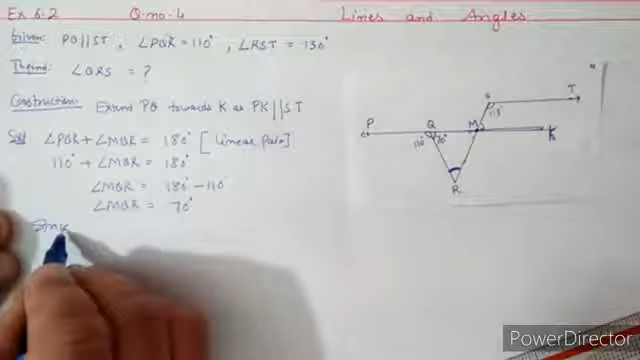 Ex 6.2 Q.no.4 Lines and Angles
Given: PQ||ST, ∠PQR = 110°, ∠RST = 130°
To find: ∠QRS = ?
Construction: Extend PQ towards K as PK||ST
Sol ∠PQR + ∠MQR = 180° [Linear Pair]
110° + ∠MQR = 180°
∠MQR = 180° - 110°
∠MQR = 70°
Since
S T
P Q M K
110° 70°
R
PowerDirector